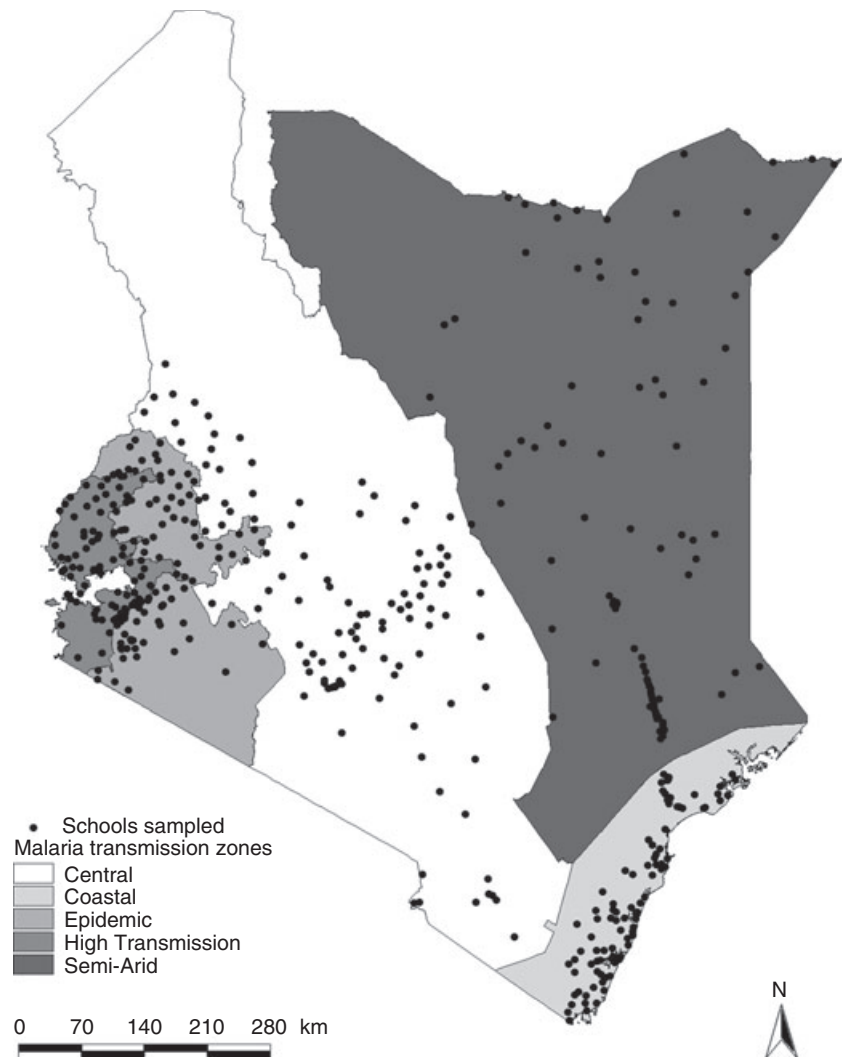 Schools sampled
Malaria transmission zones
Central
Coastal
Epidemic
High Transmission
Semi-Arid
0 70 140 210 280 km
N